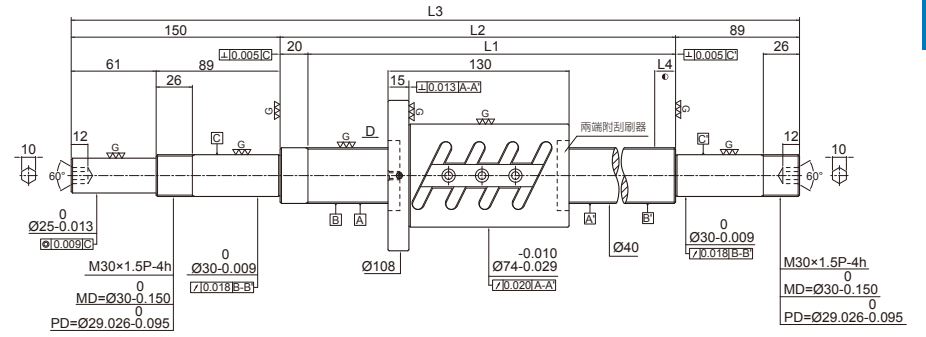 L3
150 L2 89
⊥ 0.005 C 20 L1 ⊥ 0.005 C'
61 89 130 L4 26
26 15 ⊥ 0.013 A-A'
G G G
兩端附刮刷器
12 G C G G D C' G 12
10 60° 60° 10
B A A' B'
0
Ø25-0.013
◎ 0.009 C
0
Ø30-0.009
↗ 0.018 B-B'
Ø108
-0.010
Ø74-0.029
↗ 0.020 A-A'
Ø40
0
Ø30-0.009
↗ 0.018 B-B'
M30×1.5P-4h
0
MD=Ø30-0.150
0
PD=Ø29.026-0.095
M30×1.5P-4h
0
MD=Ø30-0.150
0
PD=Ø29.026-0.095